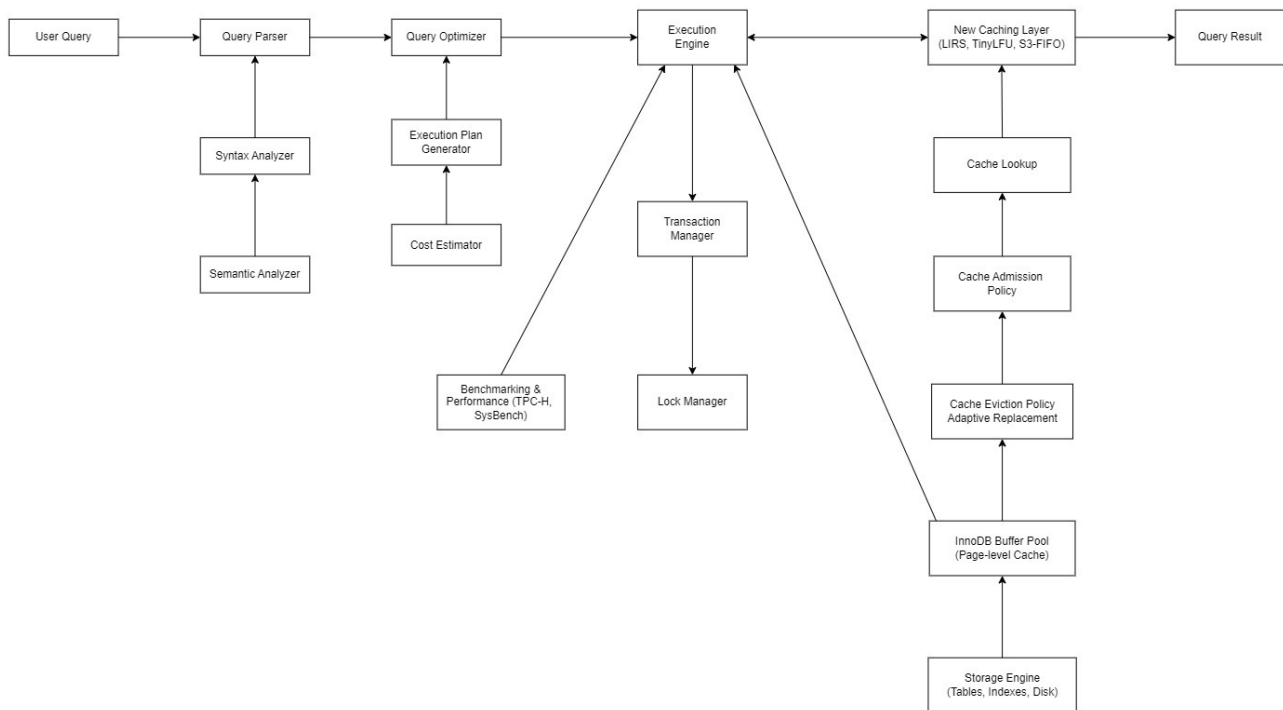 User Query
Query Parser
Query Optimizer
Execution
Engine
New Caching Layer
(LIRS, TinyLFU, S3-FIFO)
Query Result
Syntax Analyzer
Execution Plan
Generator
Cache Lookup
Semantic Analyzer
Cost Estimator
Transaction
Manager
Cache Admission
Policy
Benchmarking &
Performance (TPC-H,
SysBench)
Lock Manager
Cache Eviction Policy
Adaptive Replacement
InnoDB Buffer Pool
(Page-level Cache)
Storage Engine
(Tables, Indexes, Disk)